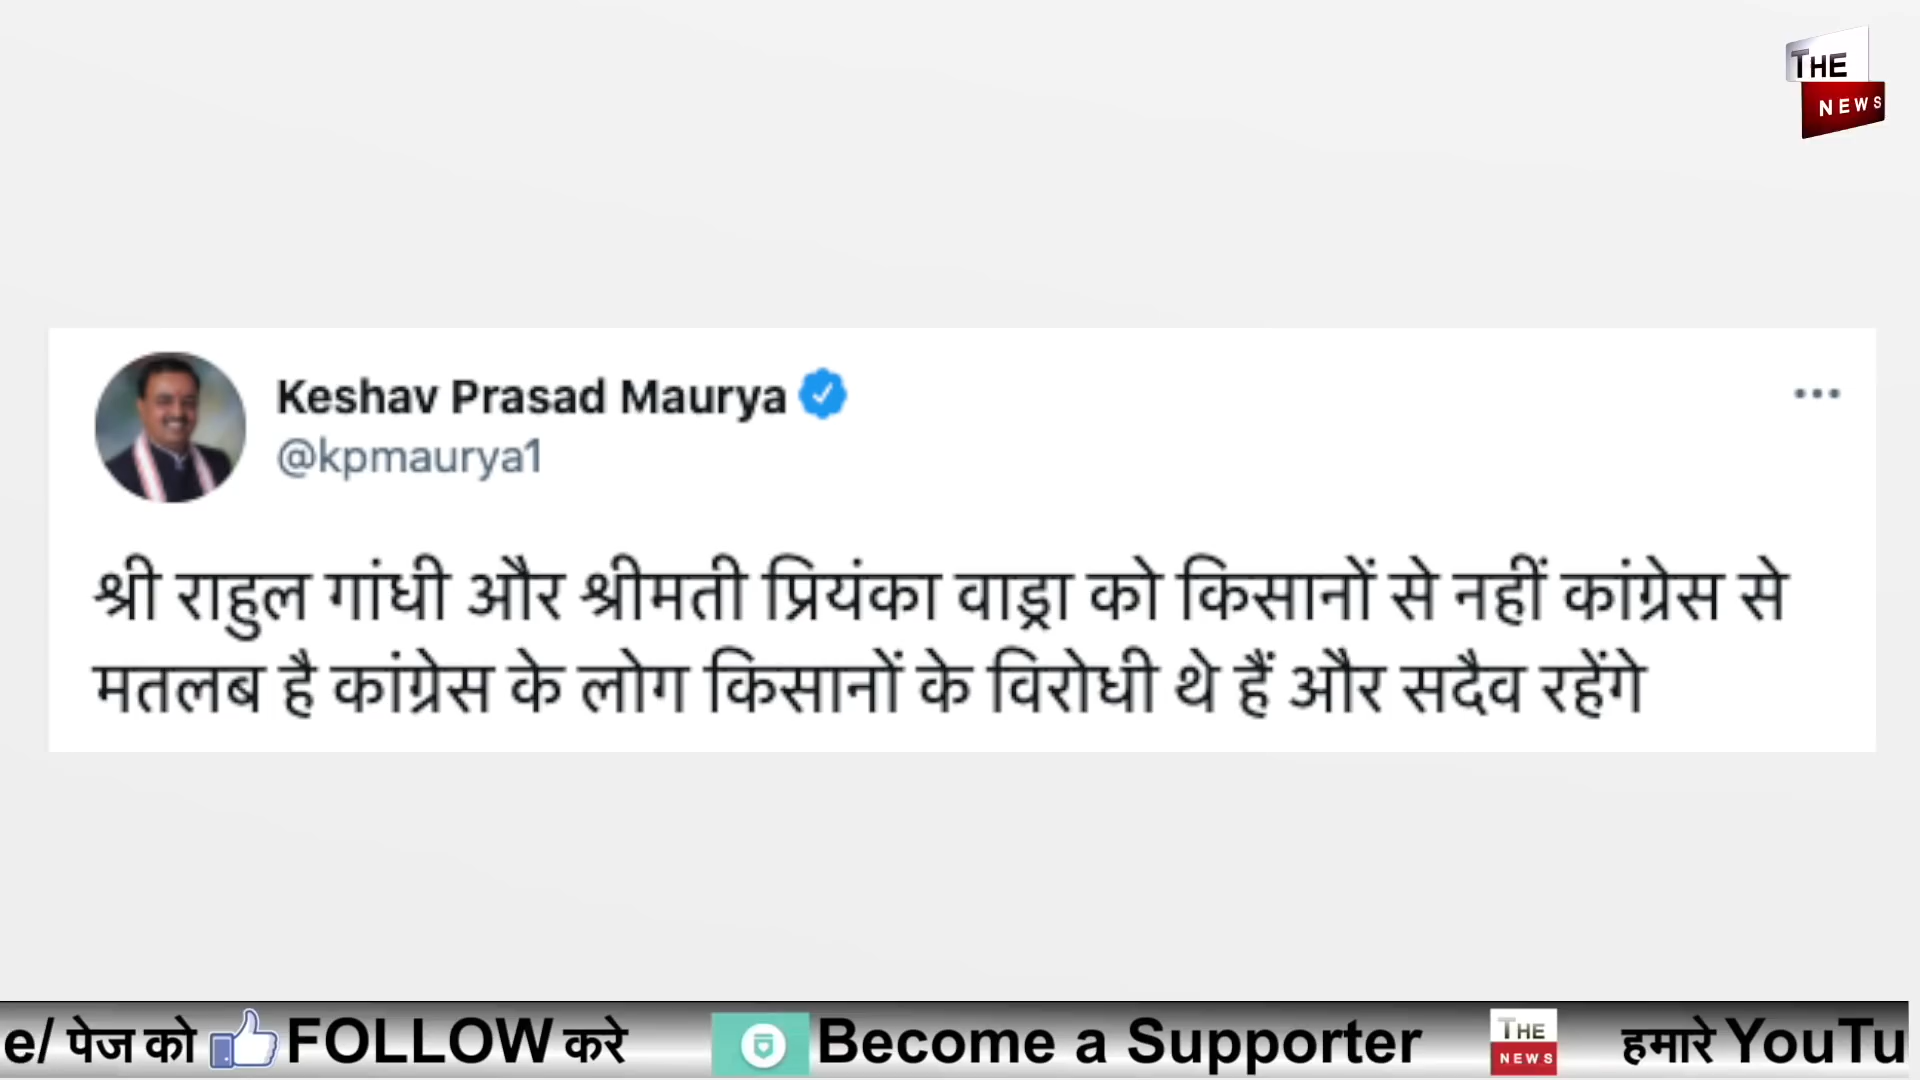 THE
NEWS
Keshav Prasad Maurya
@kpmaurya1
श्री राहुल गांधी और श्रीमती प्रियंका वाड्रा को किसानों से नहीं कांग्रेस से
मतलब है कांग्रेस के लोग किसानों के विरोधी थे हैं और सदैव रहेंगे
e/ पेज को FOLLOW करे Become a Supporter THE NEWS हमारे YouTu